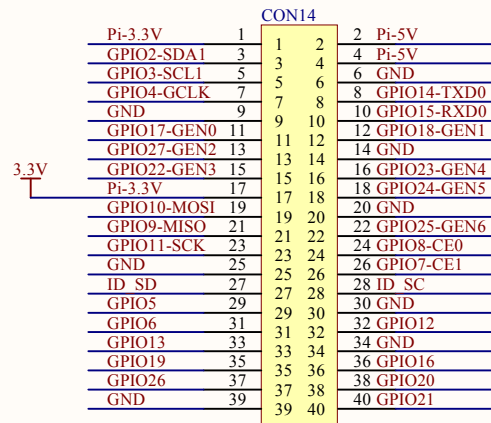 CON14
Pi-3.3V 1 1 2 2 Pi-5V
GPIO2-SDA1 3 3 4 4 Pi-5V
GPIO3-SCL1 5 5 6 6 GND
GPIO4-GCLK 7 7 8 8 GPIO14-TXD0
GND 9 9 10 10 GPIO15-RXD0
GPIO17-GEN0 11 11 12 12 GPIO18-GEN1
GPIO27-GEN2 13 13 14 14 GND
GPIO22-GEN3 15 15 16 16 GPIO23-GEN4
3.3V
Pi-3.3V 17 17 18 18 GPIO24-GEN5
GPIO10-MOSI 19 19 20 20 GND
GPIO9-MISO 21 21 22 22 GPIO25-GEN6
GPIO11-SCK 23 23 24 24 GPIO8-CE0
GND 25 25 26 26 GPIO7-CE1
ID_SD 27 27 28 28 ID_SC
GPIO5 29 29 30 30 GND
GPIO6 31 31 32 32 GPIO12
GPIO13 33 33 34 34 GND
GPIO19 35 35 36 36 GPIO16
GPIO26 37 37 38 38 GPIO20
GND 39 39 40 40 GPIO21